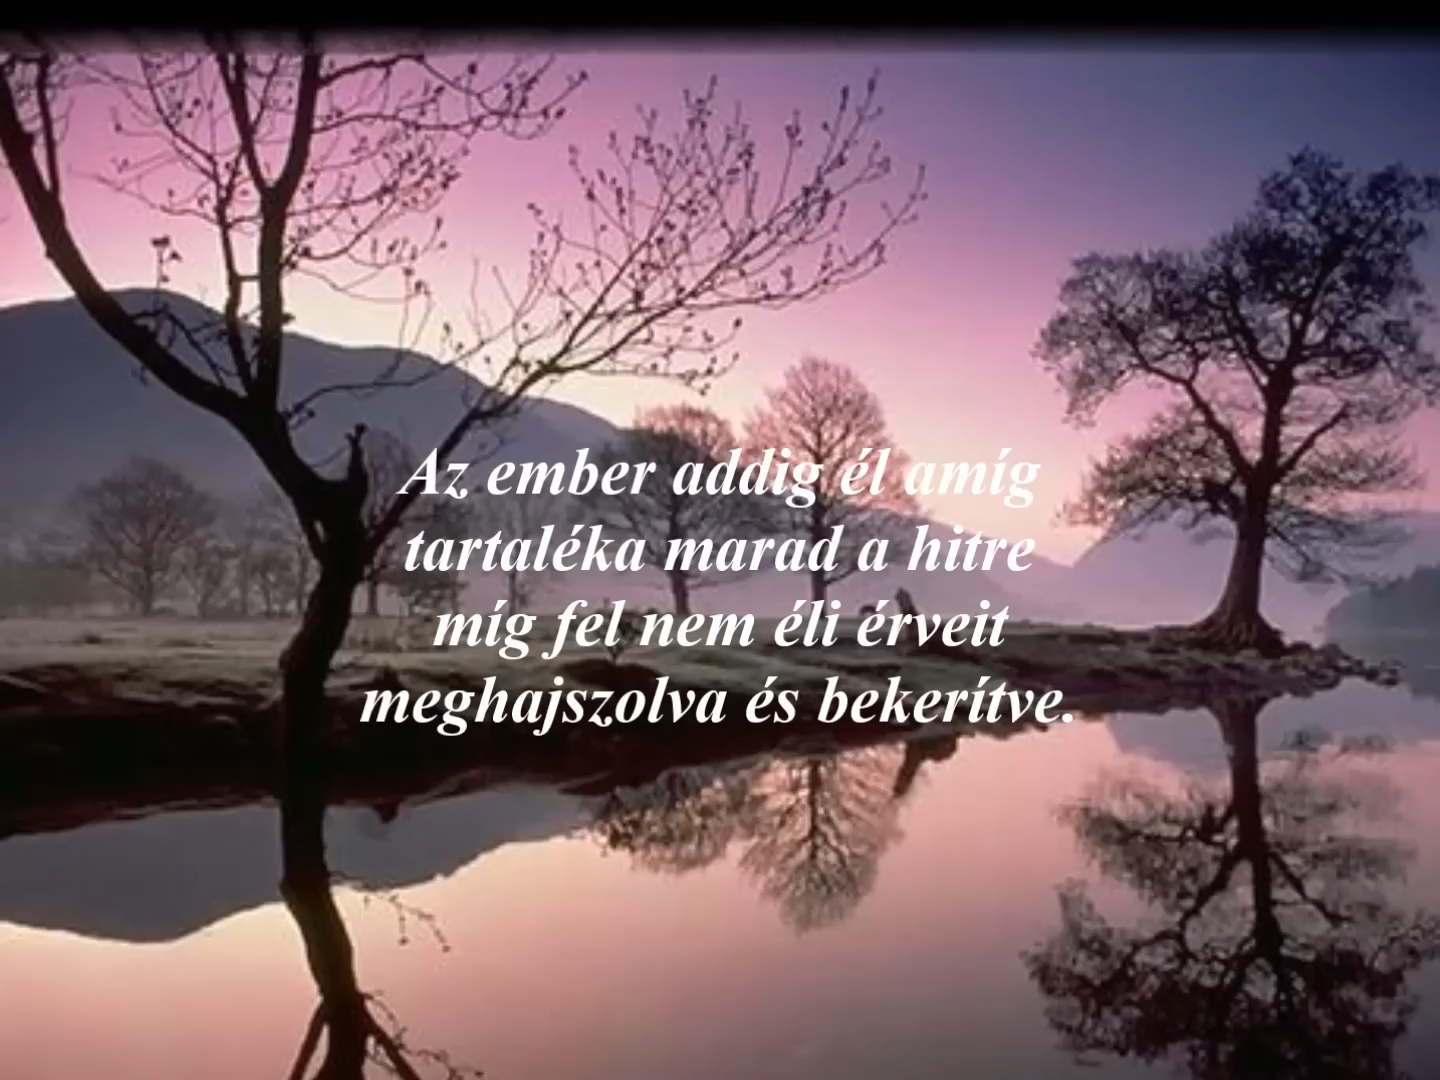 Az ember addig él amíg
tartaléka marad a hitre
míg fel nem éli érveit
meghajszolva és bekerítve.